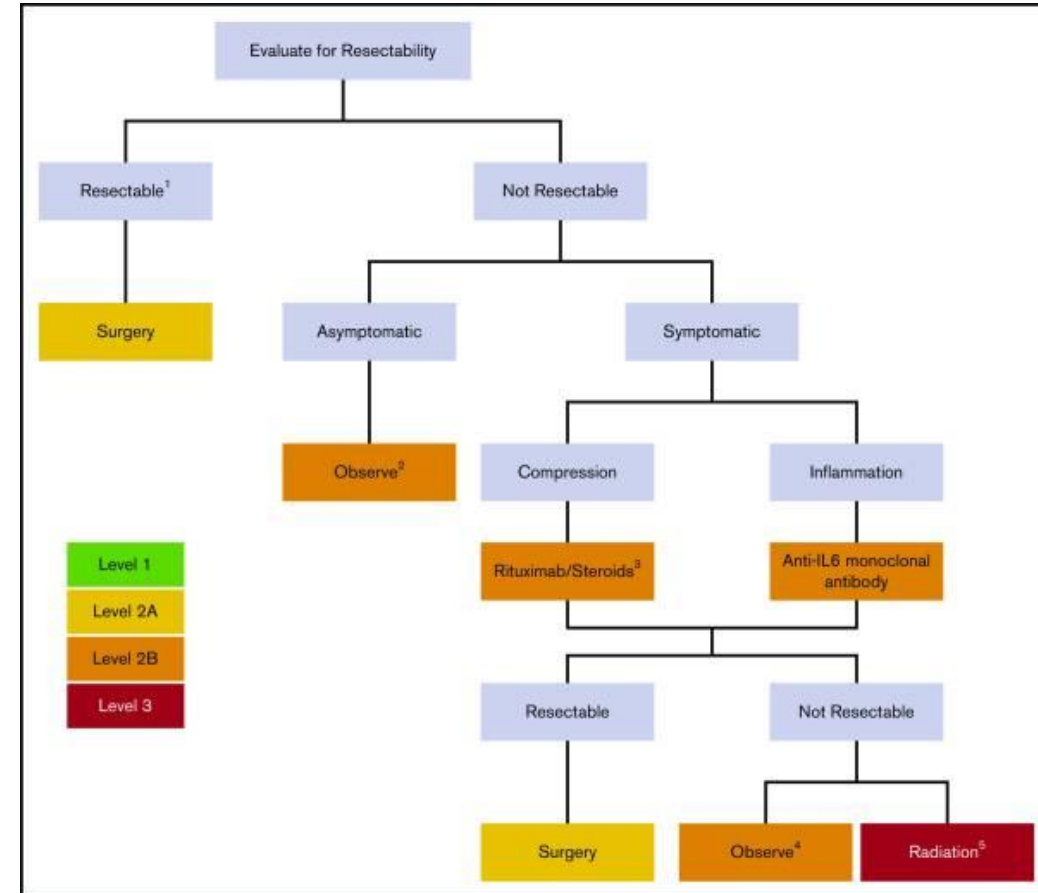 Evaluate for Resectability
Resectable¹
Not Resectable
Surgery
Asymptomatic
Symptomatic
Observe²
Compression
Inflammation
Level 1
Level 2A
Level 2B
Level 3
Rituximab/Steroids³
Anti-IL6 monoclonal
antibody
Resectable
Not Resectable
Surgery
Observe⁴
Radiation⁵